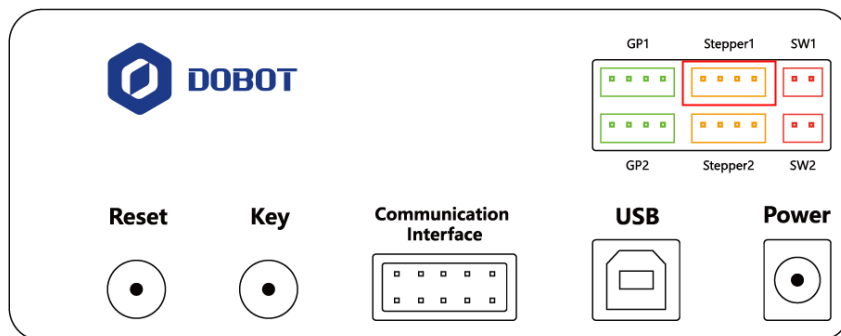 GP1 Stepper1 SW1
DOBOT
GP2 Stepper2 SW2
Reset Key Communication Interface USB Power